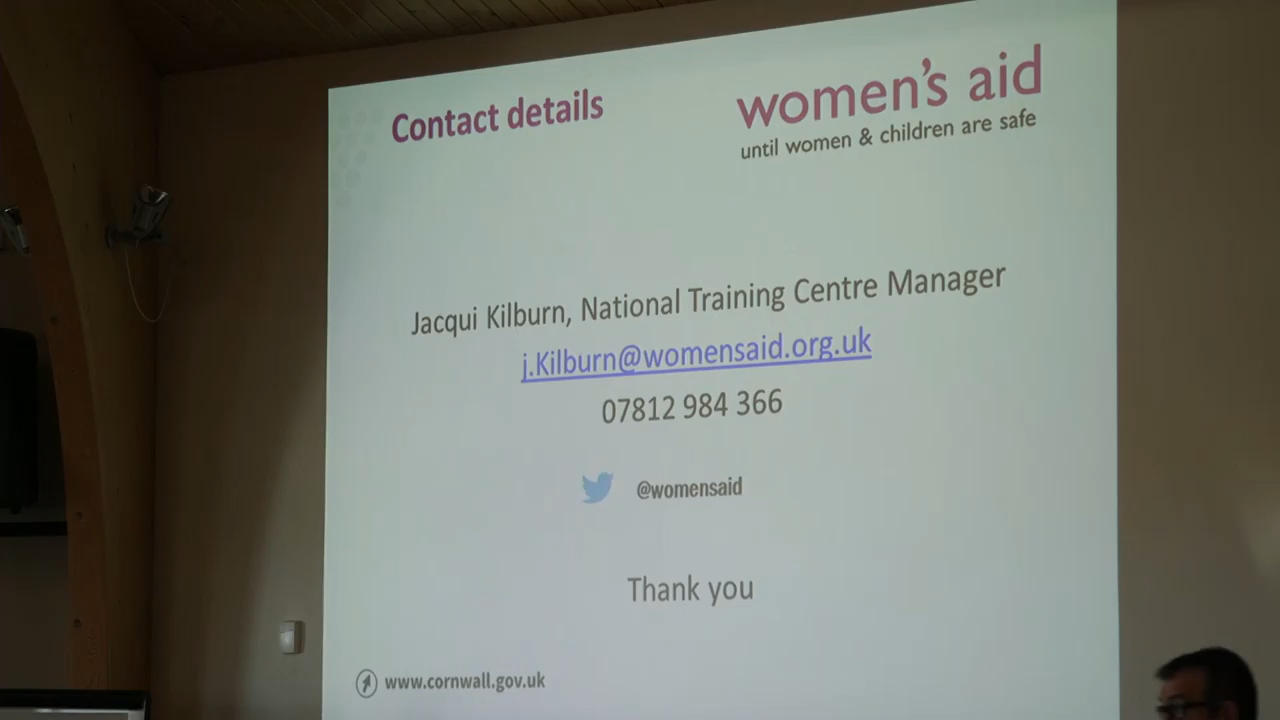 Contact details
women's aid
until women & children are safe
Jacqui Kilburn, National Training Centre Manager
j.Kilburn@womensaid.org.uk
07812 984 366
@womensaid
Thank you
www.cornwall.gov.uk